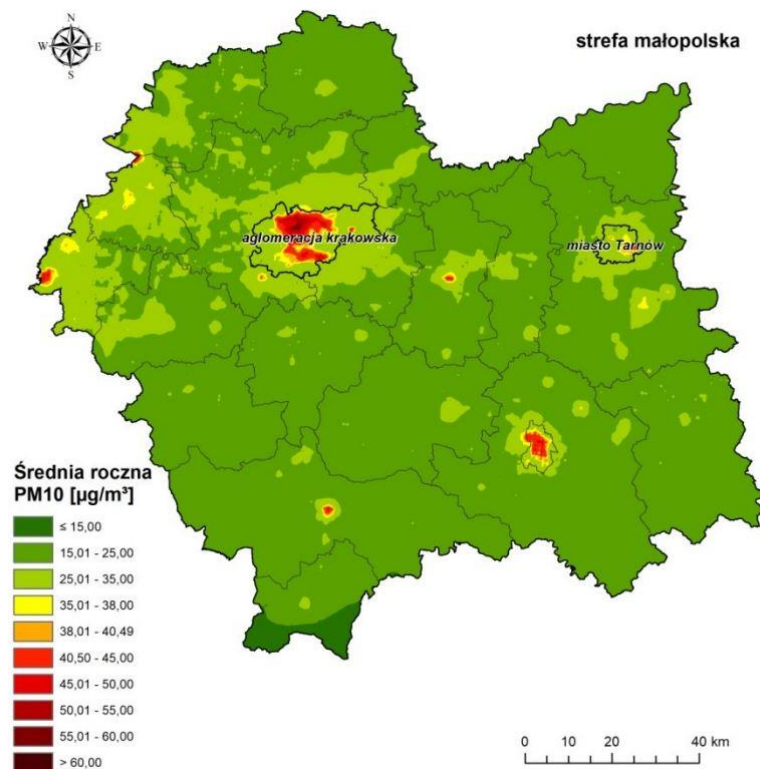 N
W E
S
strefa małopolska
aglomeracja krakowska
miasto Tarnów
Średnia roczna
PM10 [µg/m³]
≤ 15,00
15,01 - 25,00
25,01 - 35,00
35,01 - 38,00
38,01 - 40,49
40,50 - 45,00
45,01 - 50,00
50,01 - 55,00
55,01 - 60,00
> 60,00
0 10 20 40 km